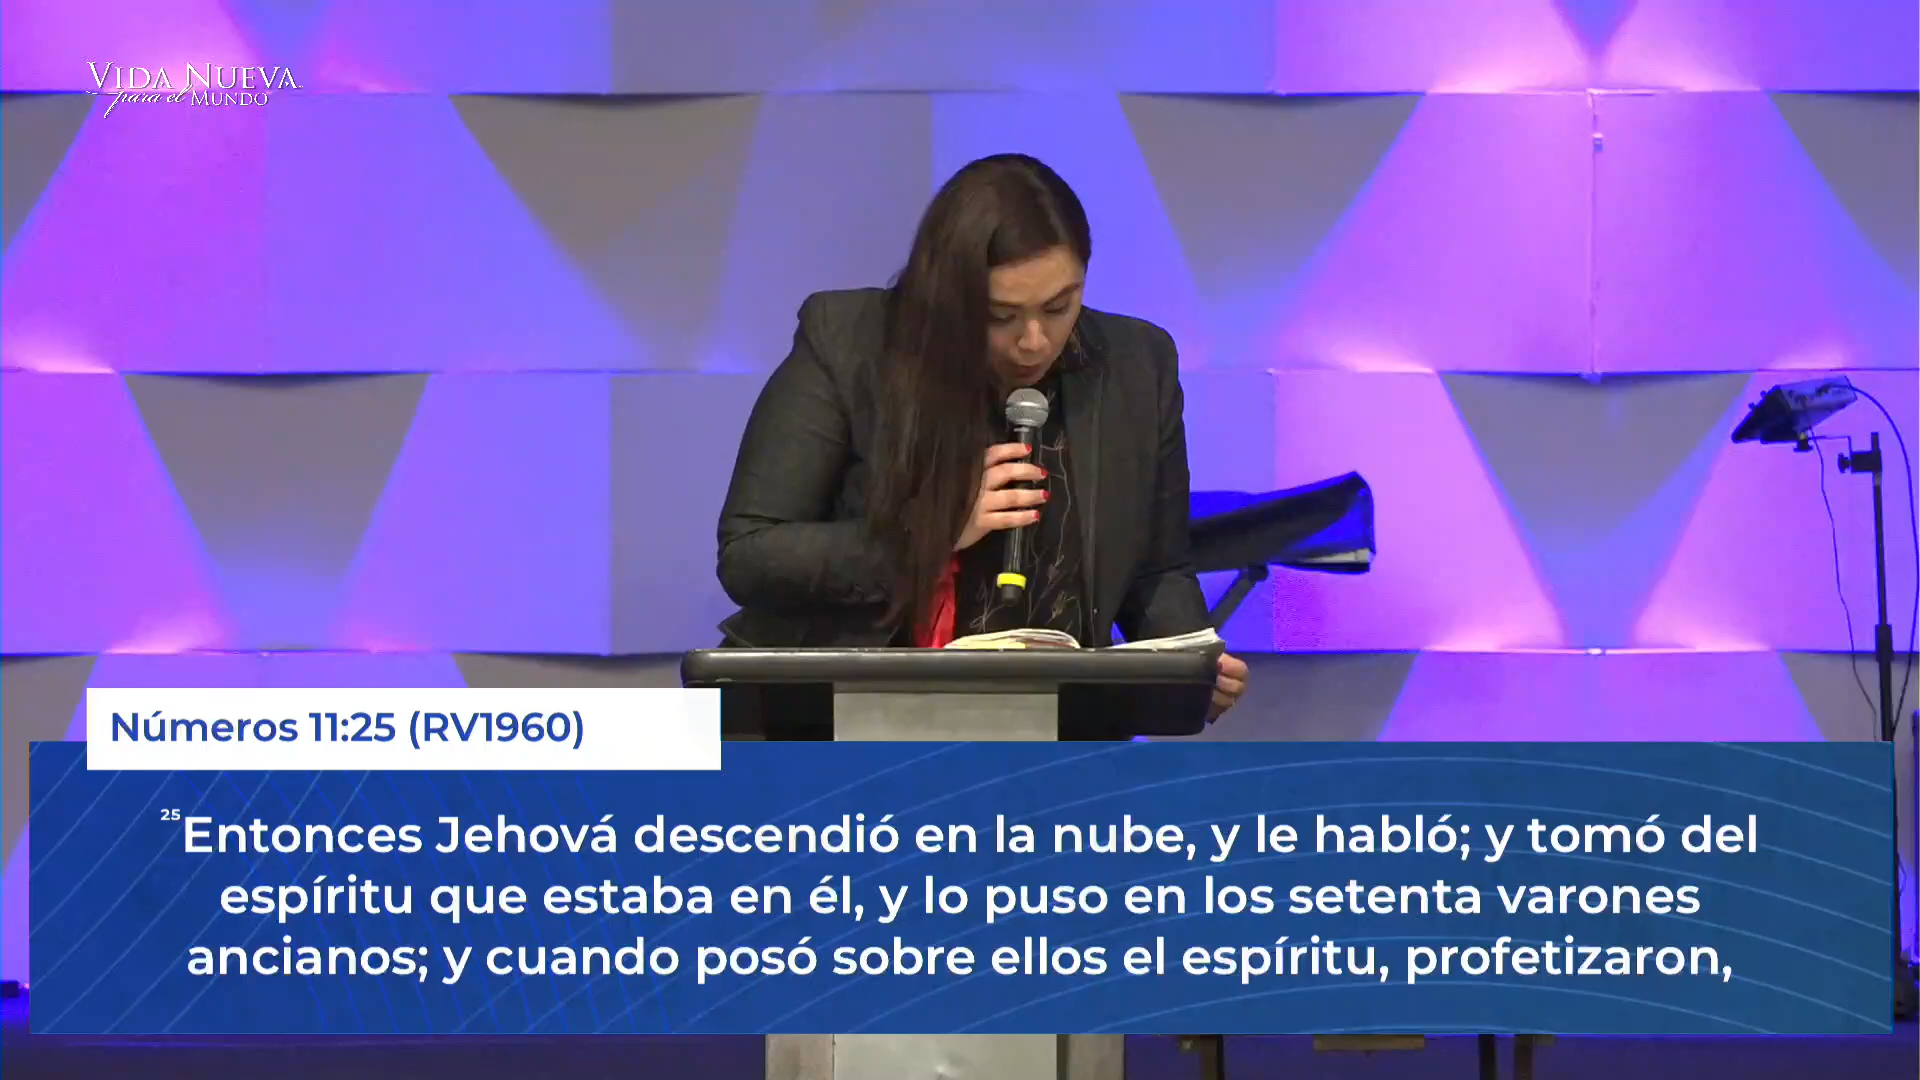 VIDA NUEVA
para el MUNDO
Números 11:25 (RV1960)
25 Entonces Jehová descendió en la nube, y le habló; y tomó del
espíritu que estaba en él, y lo puso en los setenta varones
ancianos; y cuando posó sobre ellos el espíritu, profetizaron,